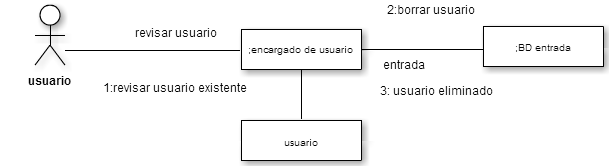 2:borrar usuario
revisar usuario
;encargado de usuario
;BD entrada
entrada
usuario
1:revisar usuario existente
3: usuario eliminado
usuario